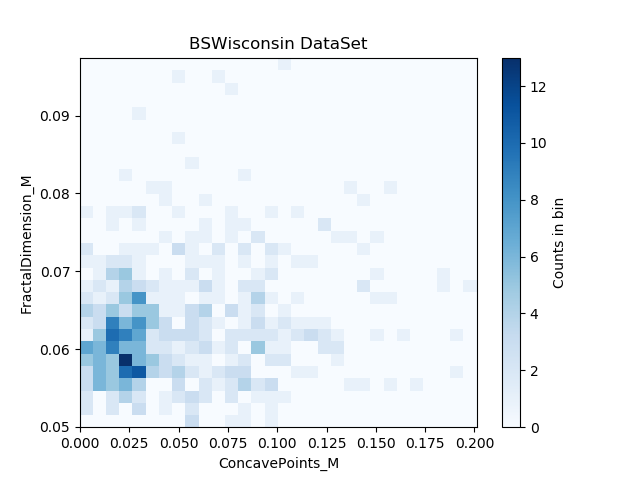 BSWisconsin DataSet
0.09
0.08
0.07
0.06
0.05
FractalDimension_M
0.000 0.025 0.050 0.075 0.100 0.125 0.150 0.175 0.200
ConcavePoints_M
12
10
8
6
4
2
0
Counts in bin